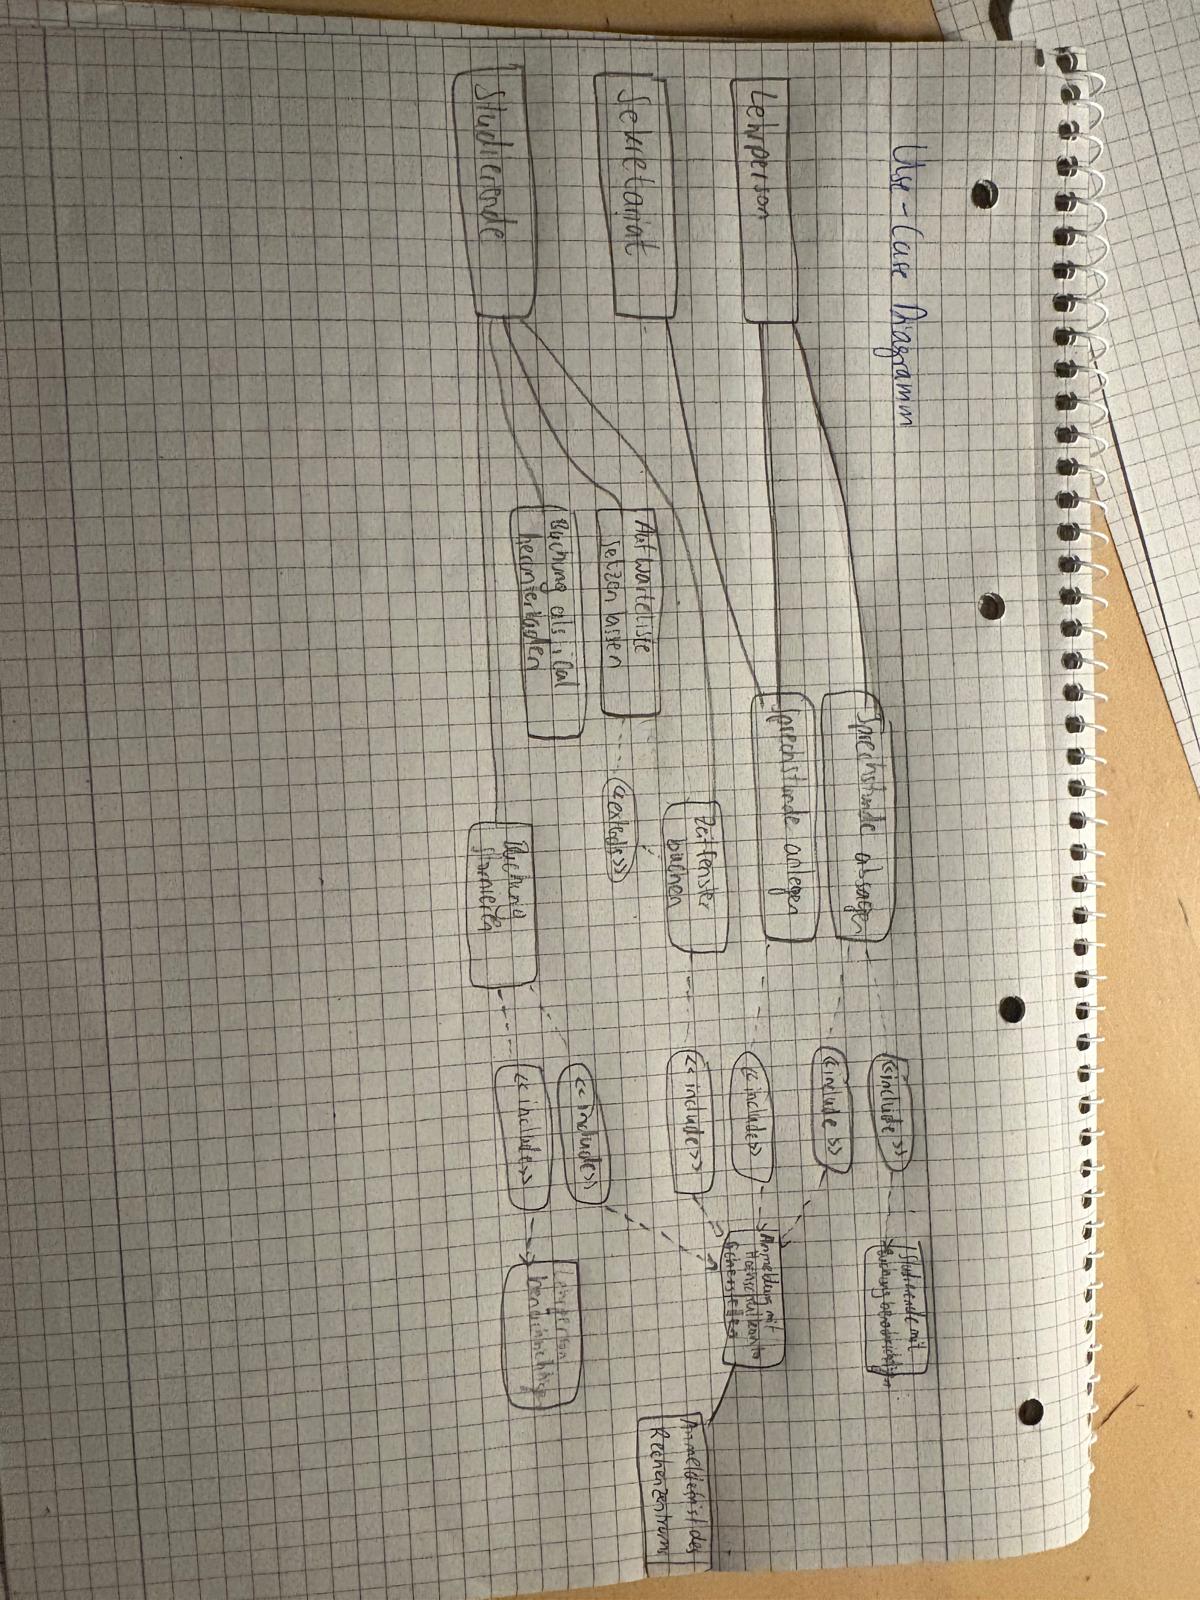 Use-Case Diagramm
Lehrperson
Sekretariat
Studierende
Sprechstunde absagen
Sprechstunde anlegen
Zeitfenster
buchen
Auf Warteliste
setzen lassen
Buchung als iCal
herunterladen
Buchung
stornieren
<<extend>>
<<include>>
<<include>>
<<include>>
<<include>>
<<include>>
<<include>>
Studierende mit
Buchung benachrichtigen
Anmeldung mit
Hochschulkonto
Lehrperson
benachrichtigen
Anmeldedienst des
Rechenzentrums